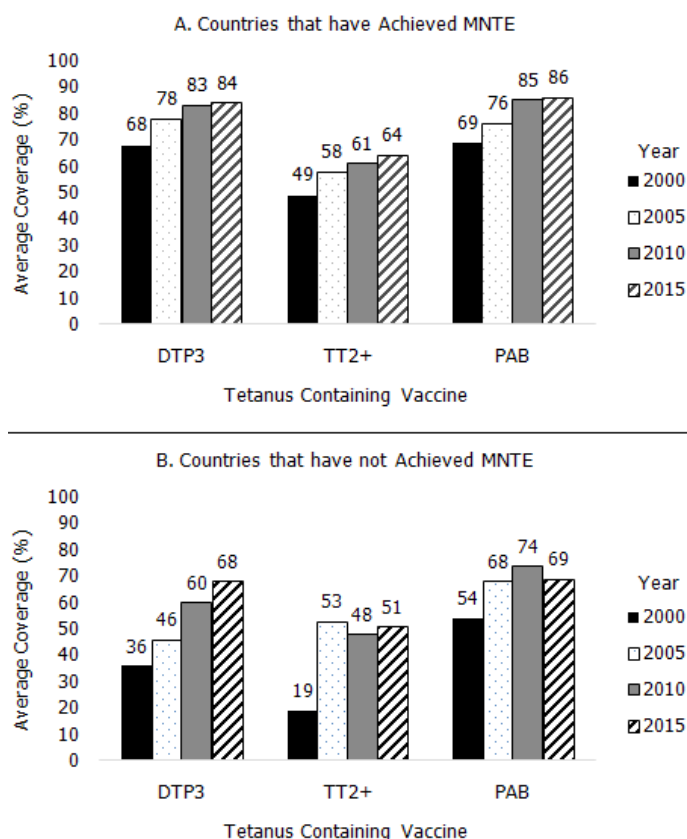 A. Countries that have Achieved MNTE
100
90
80
70
60
50
40
30
20
10
0
Average Coverage (%)
68 78 83 84
49 58 61 64
69 76 85 86
DTP3 TT2+ PAB
Tetanus Containing Vaccine
Year
2000
2005
2010
2015
B. Countries that have not Achieved MNTE
100
90
80
70
60
50
40
30
20
10
0
Average Coverage (%)
36 46 60 68
19 53 48 51
54 68 74 69
DTP3 TT2+ PAB
Tetanus Containing Vaccine
Year
2000
2005
2010
2015